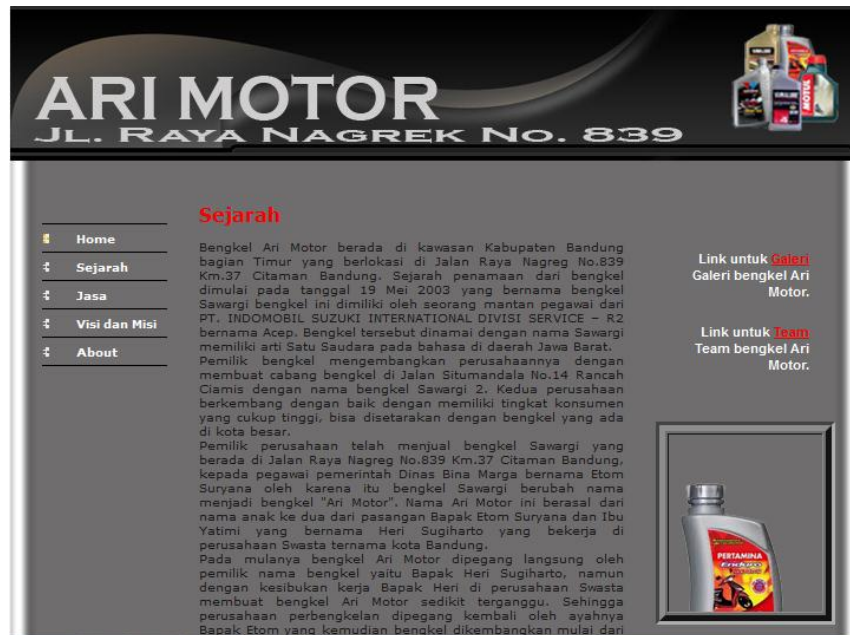 ARI MOTOR
JL. RAYA NAGREK NO. 839
MOTUL
Home
Sejarah
Jasa
Visi dan Misi
About
Sejarah
Bengkel Ari Motor berada di kawasan Kabupaten Bandung
bagian Timur yang berlokasi di Jalan Raya Nagreg No.839
Km.37 Citaman Bandung. Sejarah penamaan dari bengkel
dimulai pada tanggal 19 Mei 2003 yang bernama bengkel
Sawargi bengkel ini dimiliki oleh seorang mantan pegawai dari
PT. INDOMOBIL SUZUKI INTERNATIONAL DIVISI SERVICE – R2
bernama Acep. Bengkel tersebut dinamai dengan nama Sawargi
memiliki arti Satu Saudara pada bahasa di daerah Jawa Barat.
Pemilik bengkel mengembangkan perusahaannya dengan
membuat cabang bengkel di Jalan Situmandala No.14 Rancah
Ciamis dengan nama bengkel Sawargi 2. Kedua perusahaan
berkembang dengan baik dengan memiliki tingkat konsumen
yang cukup tinggi, bisa disetarakan dengan bengkel yang ada
di kota besar.
Pemilik perusahaan telah menjual bengkel Sawargi yang
berada di Jalan Raya Nagreg No.839 Km.37 Citaman Bandung,
kepada pegawai pemerintah Dinas Bina Marga bernama Etom
Suryana oleh karena itu bengkel Sawargi berubah nama
menjadi bengkel "Ari Motor". Nama Ari Motor ini berasal dari
nama anak ke dua dari pasangan Bapak Etom Suryana dan Ibu
Yatimi yang bernama Heri Sugiharto yang bekerja di
perusahaan Swasta ternama kota Bandung.
Pada mulanya bengkel Ari Motor dipegang langsung oleh
pemilik nama bengkel yaitu Bapak Heri Sugiharto, namun
dengan kesibukan kerja Bapak Heri di perusahaan Swasta
membuat bengkel Ari Motor sedikit terganggu. Sehingga
perusahaan perbengkelan dipegang kembali oleh ayahnya
Bapak Etom yang kemudian bengkel dikembangkan mulai dari
Link untuk Galeri
Galeri bengkel Ari
Motor.
Link untuk Team
Team bengkel Ari
Motor.
PERTAMINA
Enduro